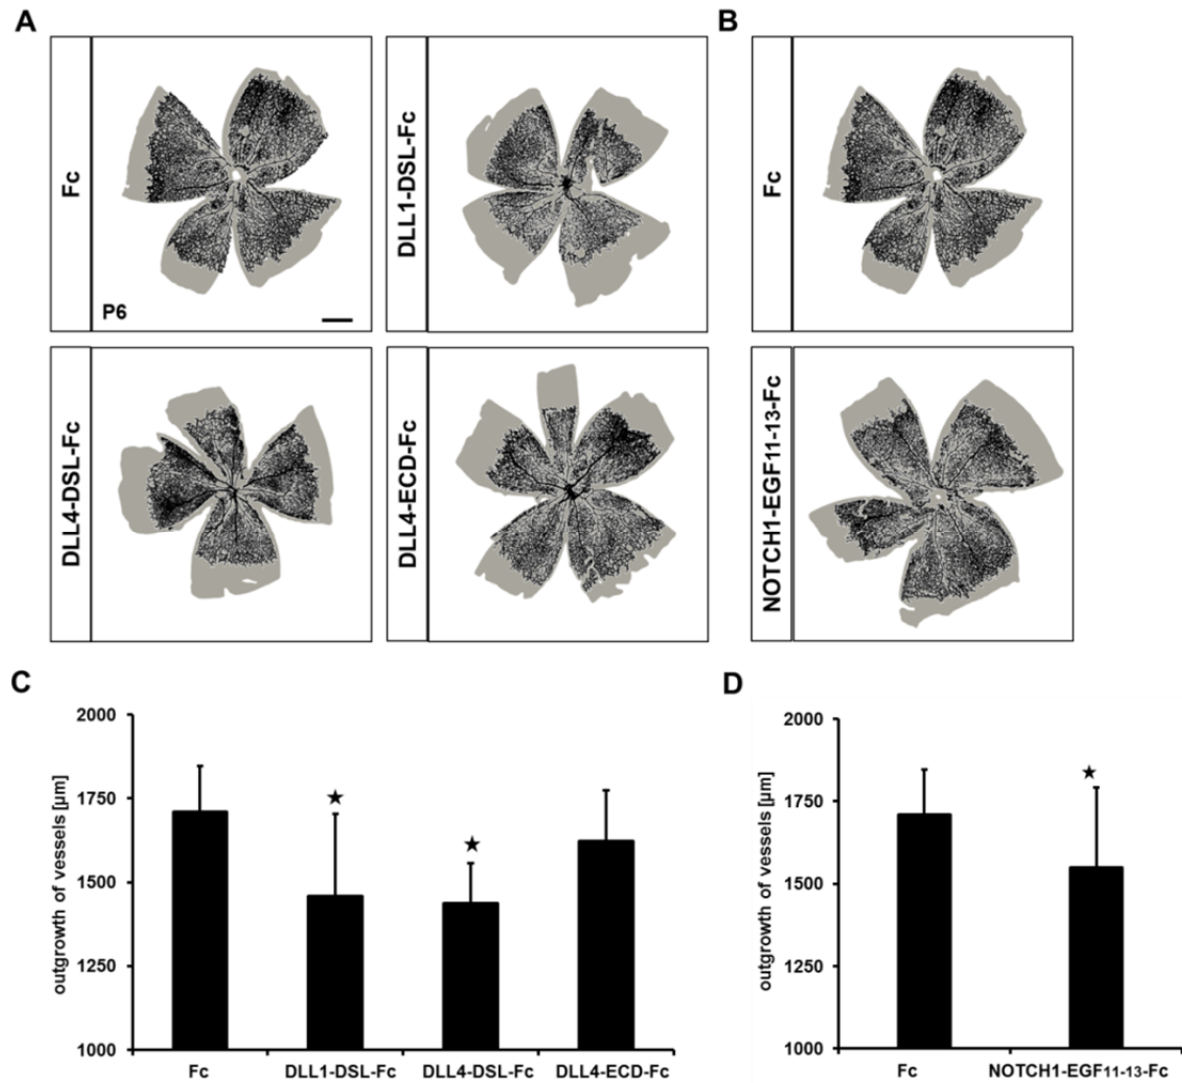 A
B
Fc
DLL1-DSL-Fc
Fc
P6
DLL4-DSL-Fc
DLL4-ECD-Fc
NOTCH1-EGF11-13-Fc
C
D
outgrowth of vessels [µm]
2000
1750
1500
1250
1000
Fc DLL1-DSL-Fc DLL4-DSL-Fc DLL4-ECD-Fc
outgrowth of vessels [µm]
2000
1750
1500
1250
1000
Fc NOTCH1-EGF11-13-Fc